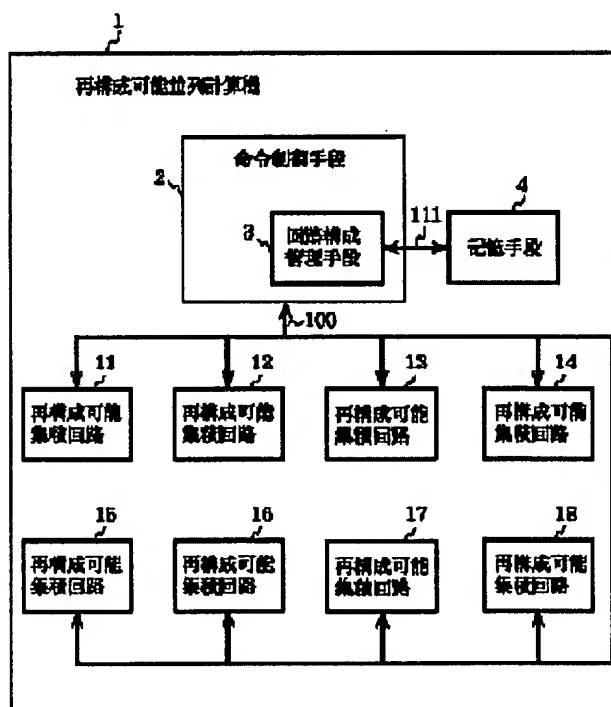 1
再構成可能並列計算機
命令制御手段
2
3
回路構成
管理手段
111
4
記憶手段
100
11
12
13
14
再構成可能
集積回路
再構成可能
集積回路
再構成可能
集積回路
再構成可能
集積回路
15
16
17
18
再構成可能
集積回路
再構成可能
集積回路
再構成可能
集積回路
再構成可能
集積回路